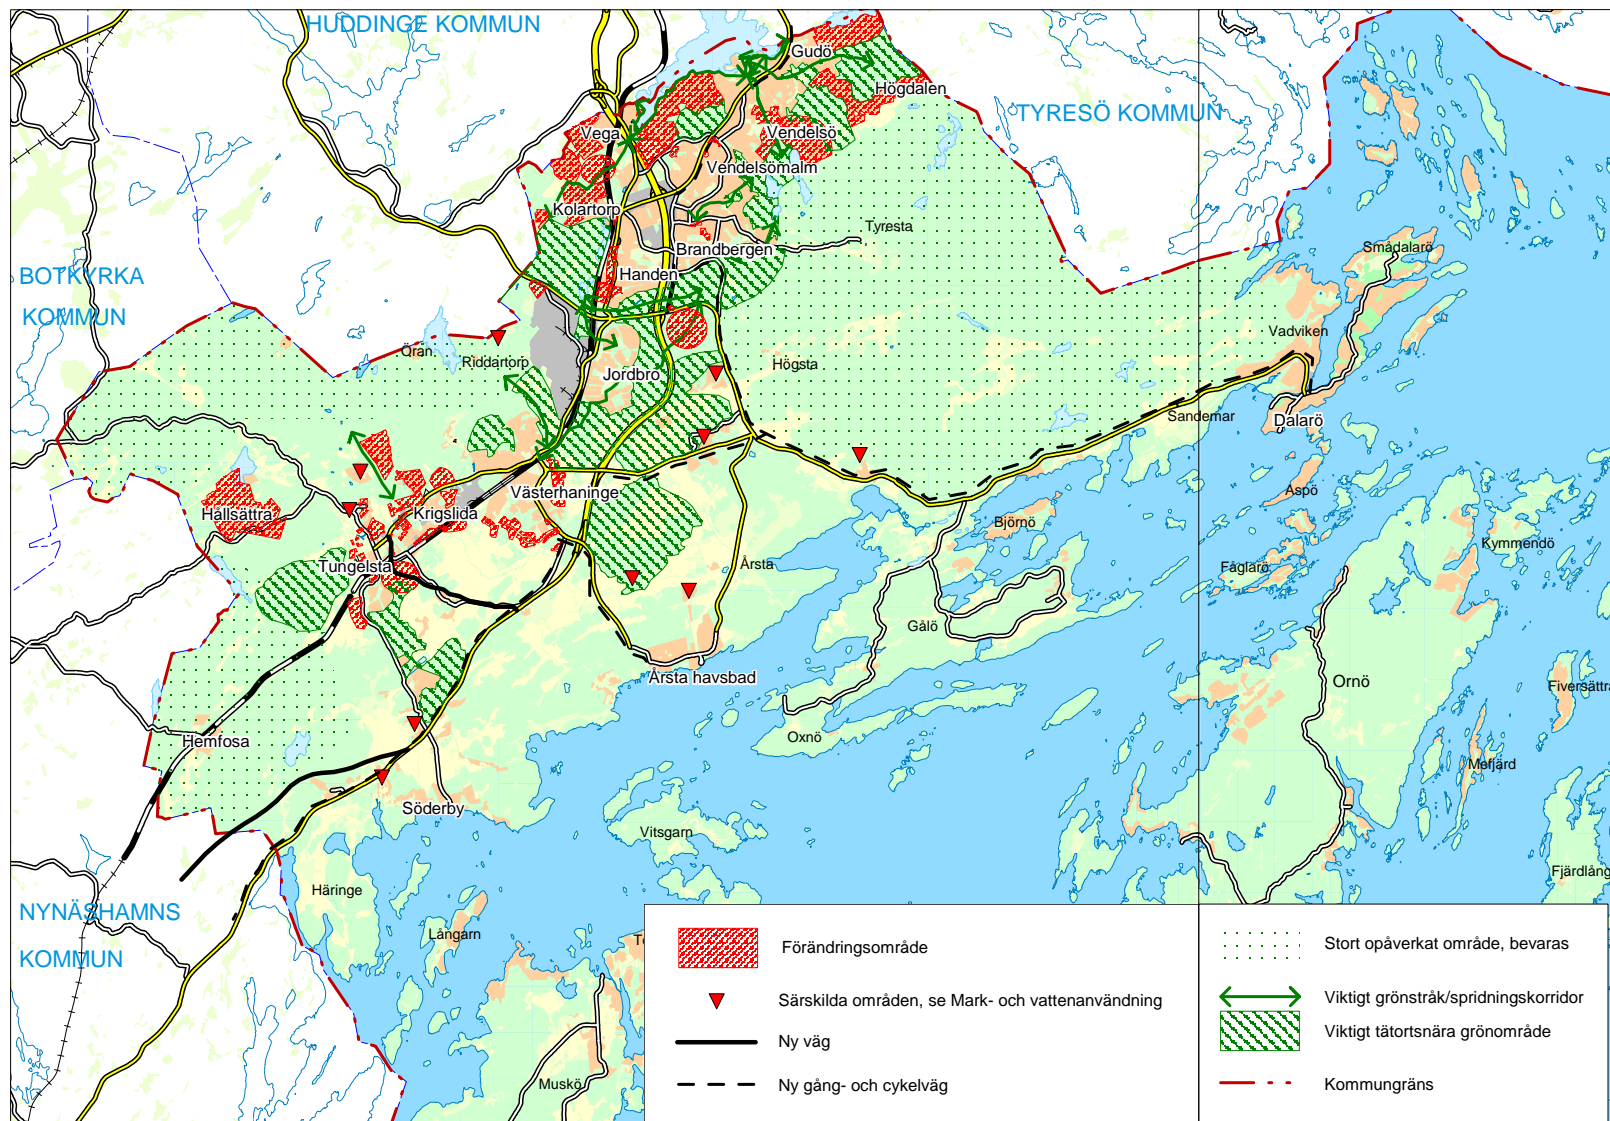 HUDDINGE KOMMUN
Gudö
Högdalen
TYRESÖ KOMMUN
Vega
Vendelsö
Vendelsömalm
Kolartorp
Tyresta
Smådalarö
Brandbergen
BOTKYRKA
KOMMUN
Handen
Vadviken
Öran
Riddartorp
Högsta
Jordbro
Sandemar
Dalarö
Västerhaninge
Aspö
Hållsättra
Krigslida
Björnö
Kymmendö
Tungelsta
Årsta
Fåglarö
Gålö
Årsta havsbad
Ornö
Fiversättra
Oxnö
Hemfosa
Mefjärd
Söderby
Vitsgarn
Fjärdlång
Häringe
NYNÄSHAMNS
KOMMUN
Långarn
Muskö
Förändringsområde
Särskilda områden, se Mark- och vattenanvändning
Ny väg
Ny gång- och cykelväg
Stort opåverkat område, bevaras
Viktigt grönstråk/spridningskorridor
Viktigt tätortsnära grönområde
Kommungräns